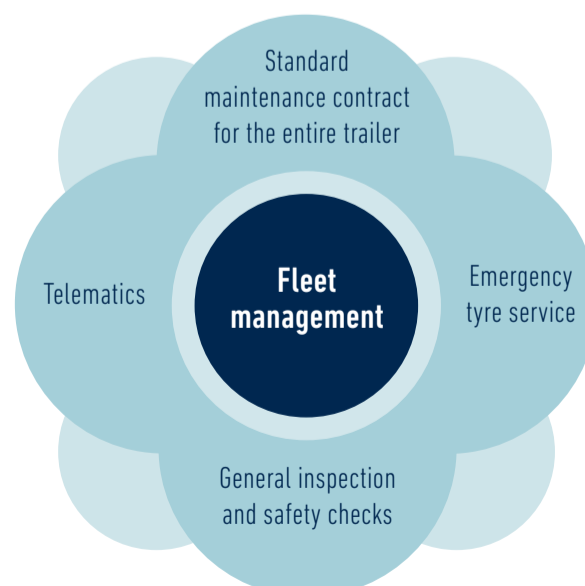 Standard
maintenance contract
for the entire trailer
Telematics
Fleet
management
Emergency
tyre service
General inspection
and safety checks